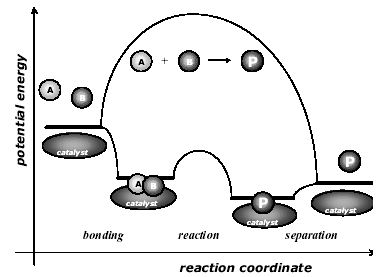 A + B → P
A
B
P
catalyst
catalyst
A B
catalyst
P
catalyst
potential energy
bonding reaction separation
reaction coordinate